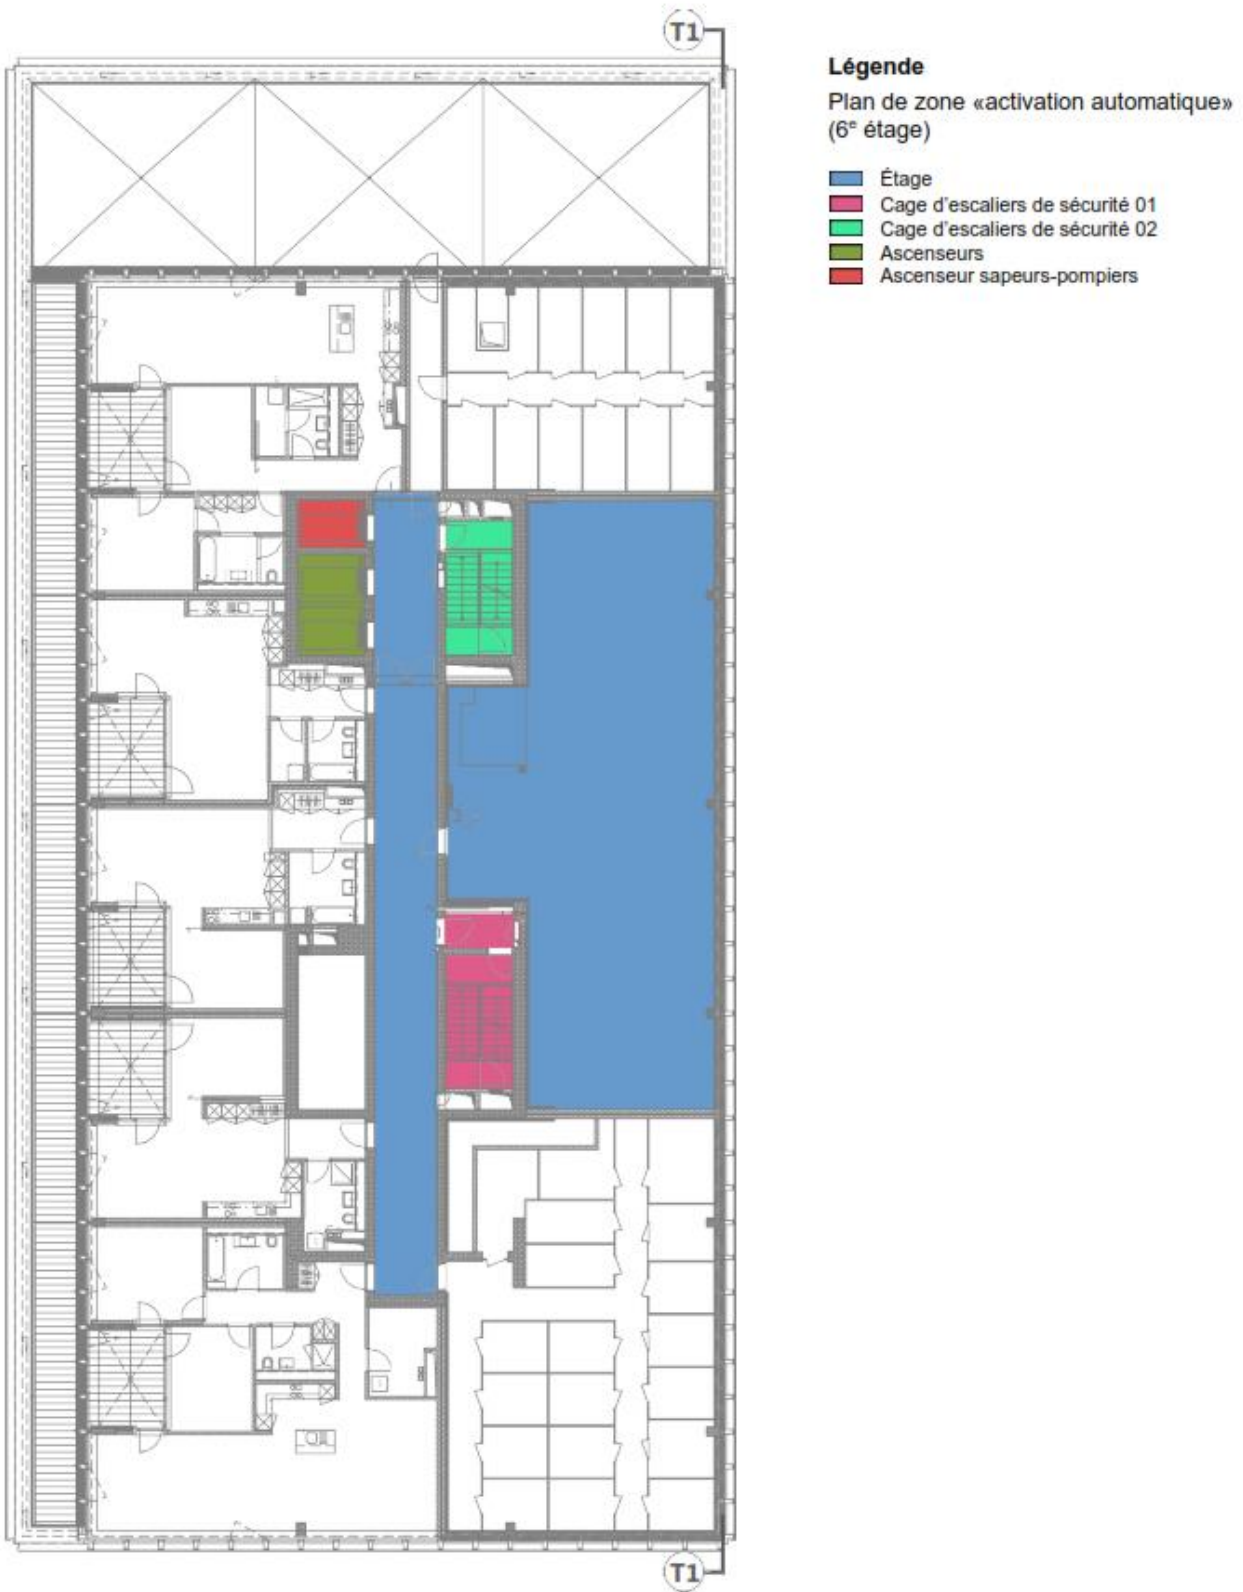 T1
Légende
Plan de zone «activation automatique»
(6e étage)
Étage
Cage d'escaliers de sécurité 01
Cage d'escaliers de sécurité 02
Ascenseurs
Ascenseur sapeurs-pompiers
T1